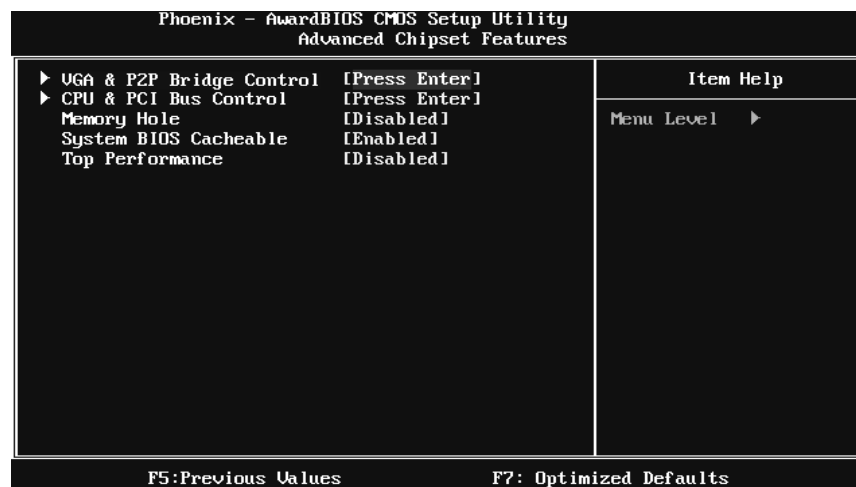 Phoenix - AwardBIOS CMOS Setup Utility
Advanced Chipset Features
VGA & P2P Bridge Control [Press Enter]
CPU & PCI Bus Control [Press Enter]
Memory Hole [Disabled]
System BIOS Cacheable [Enabled]
Top Performance [Disabled]
Item Help
Menu Level
F5:Previous Values F7: Optimized Defaults